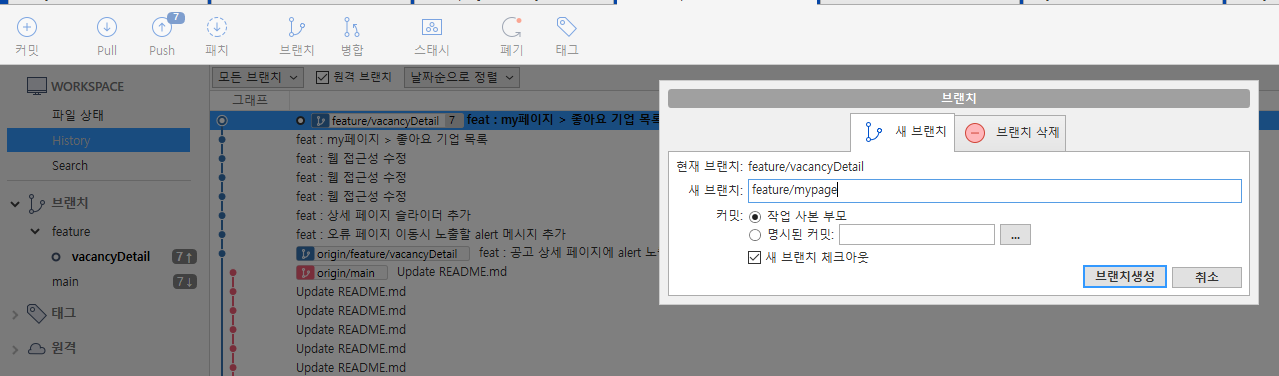 7
커밋 Pull Push 패치 브랜치 병합 스태시 폐기 태그
WORKSPACE
파일 상태
History
Search
브랜치
feature
vacancyDetail 7↑
main 7↓
태그
원격
모든 브랜치 원격 브랜치 날짜순으로 정렬
그래프
feature/vacancyDetail 7 feat : my페이지 > 좋아요 기업 목록
feat : my페이지 > 좋아요 기업 목록
feat : 웹 접근성 수정
feat : 웹 접근성 수정
feat : 웹 접근성 수정
feat : 상세 페이지 슬라이더 추가
feat : 오류 페이지 이동시 노출할 alert 메시지 추가
origin/feature/vacancyDetail feat : 공고 상세 페이지에 alert 노
origin/main Update README.md
Update README.md
Update README.md
Update README.md
Update README.md
Update README.md
브랜치
새 브랜치 브랜치 삭제
현재 브랜치: feature/vacancyDetail
새 브랜치: feature/mypage
커밋: 작업 사본 부모
명시된 커밋: ...
새 브랜치 체크아웃
브랜치생성 취소